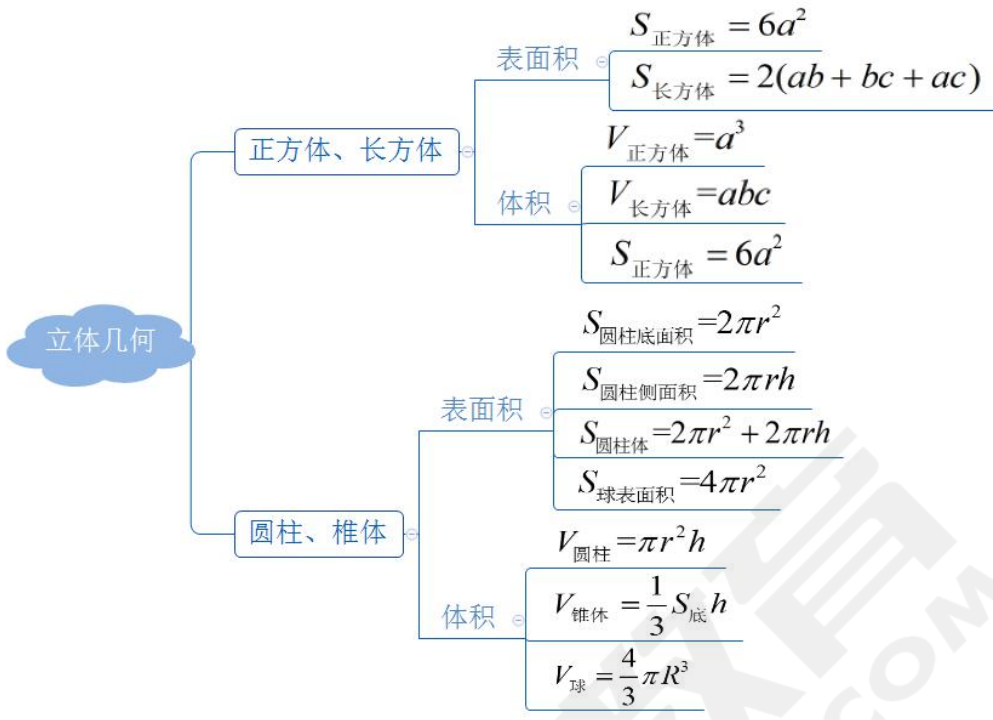 立体几何
正方体、长方体
表面积
S正方体 = 6a²
S长方体 = 2(ab + bc + ac)
体积
V正方体=a³
V长方体=abc
S正方体 = 6a²
圆柱、椎体
表面积
S圆柱底面积=2πr²
S圆柱侧面积=2πrh
S圆柱体=2πr² + 2πrh
S球表面积=4πr²
体积
V圆柱=πr²h
V锥体 = 1/3 S底 h
V球 = 4/3 πR³
教育
COM